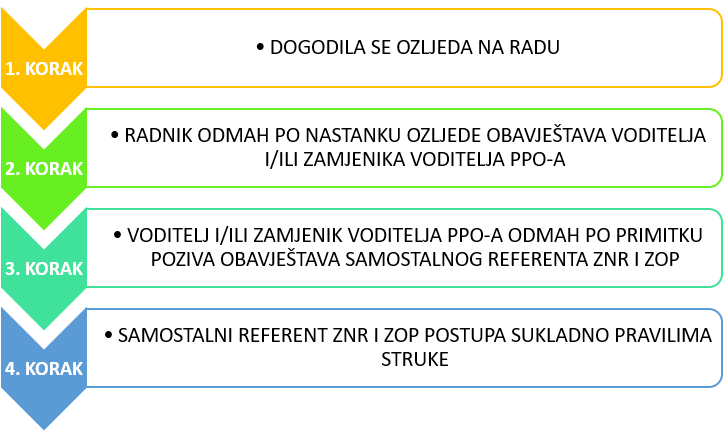 1. KORAK
• DOGODILA SE OZLJEDA NA RADU
2. KORAK
• RADNIK ODMAH PO NASTANKU OZLJEDE OBAVJEŠTAVA VODITELJA
I/ILI ZAMJENIKA VODITELJA PPO-A
3. KORAK
• VODITELJ I/ILI ZAMJENIK VODITELJA PPO-A ODMAH PO PRIMITKU
POZIVA OBAVJEŠTAVA SAMOSTALNOG REFERENTA ZNR I ZOP
4. KORAK
• SAMOSTALNI REFERENT ZNR I ZOP POSTUPA SUKLADNO PRAVILIMA
STRUKE